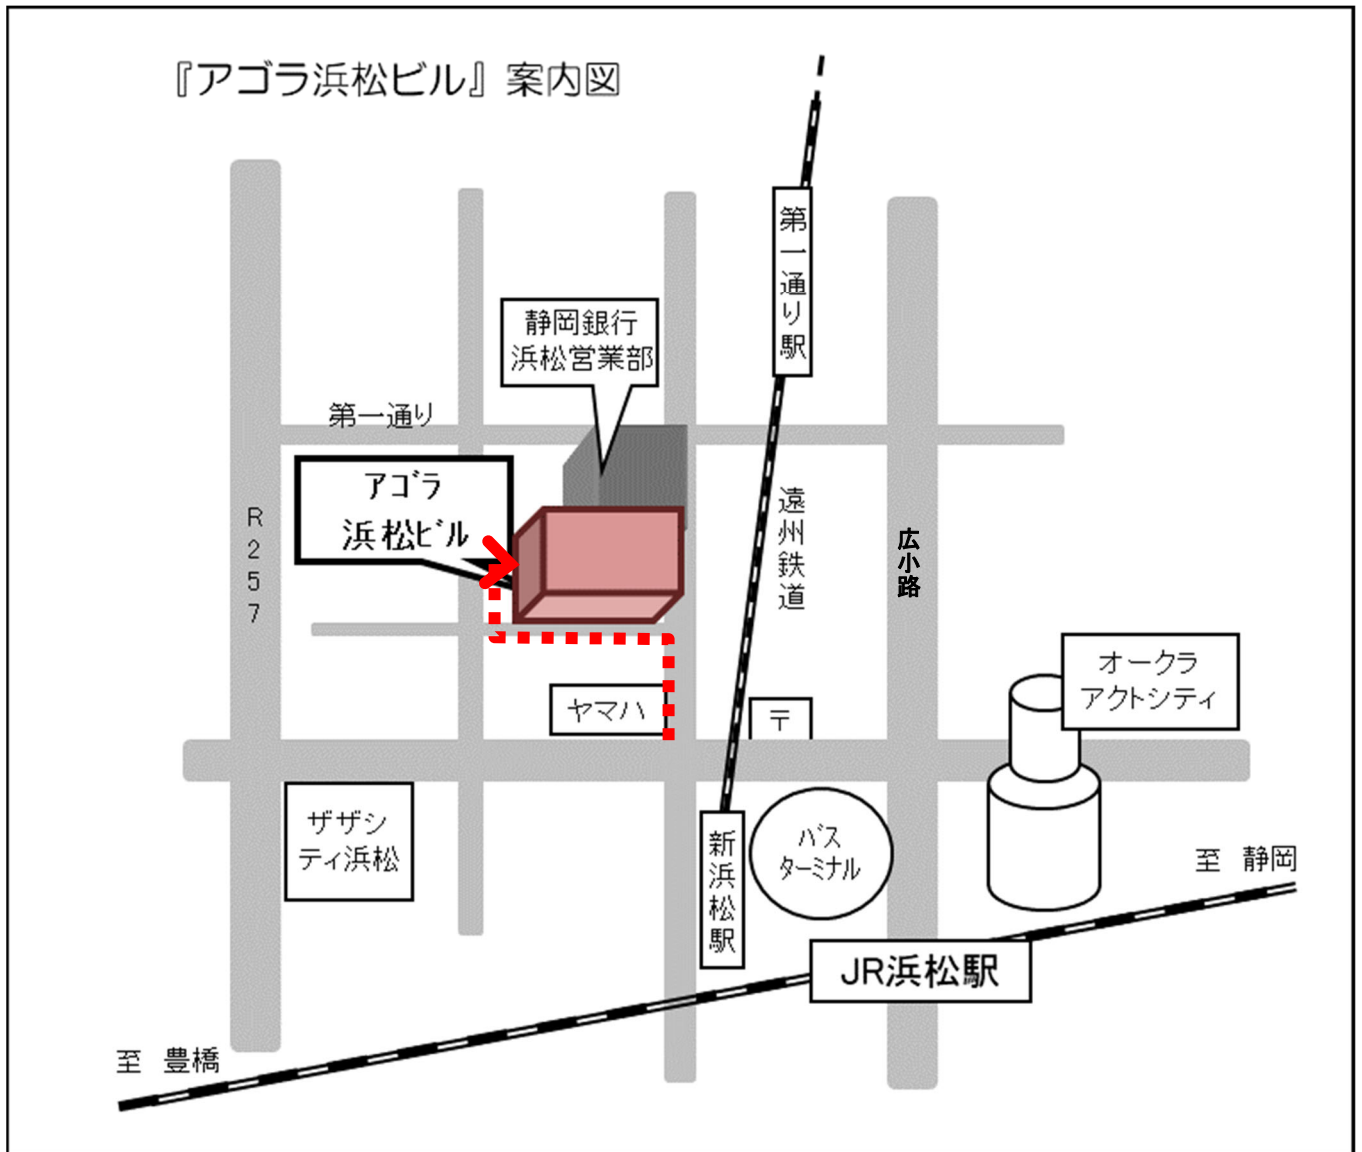 『アゴラ浜松ビル』案内図
第一通り駅
静岡銀行
浜松営業部
第一通り
アゴラ
浜松ビル
R257
遠州鉄道
広小路
オークラ
アクトシティ
ヤマハ
〒
ザザシ
ティ浜松
新浜松駅
バス
ターミナル
至 静岡
JR浜松駅
至 豊橋